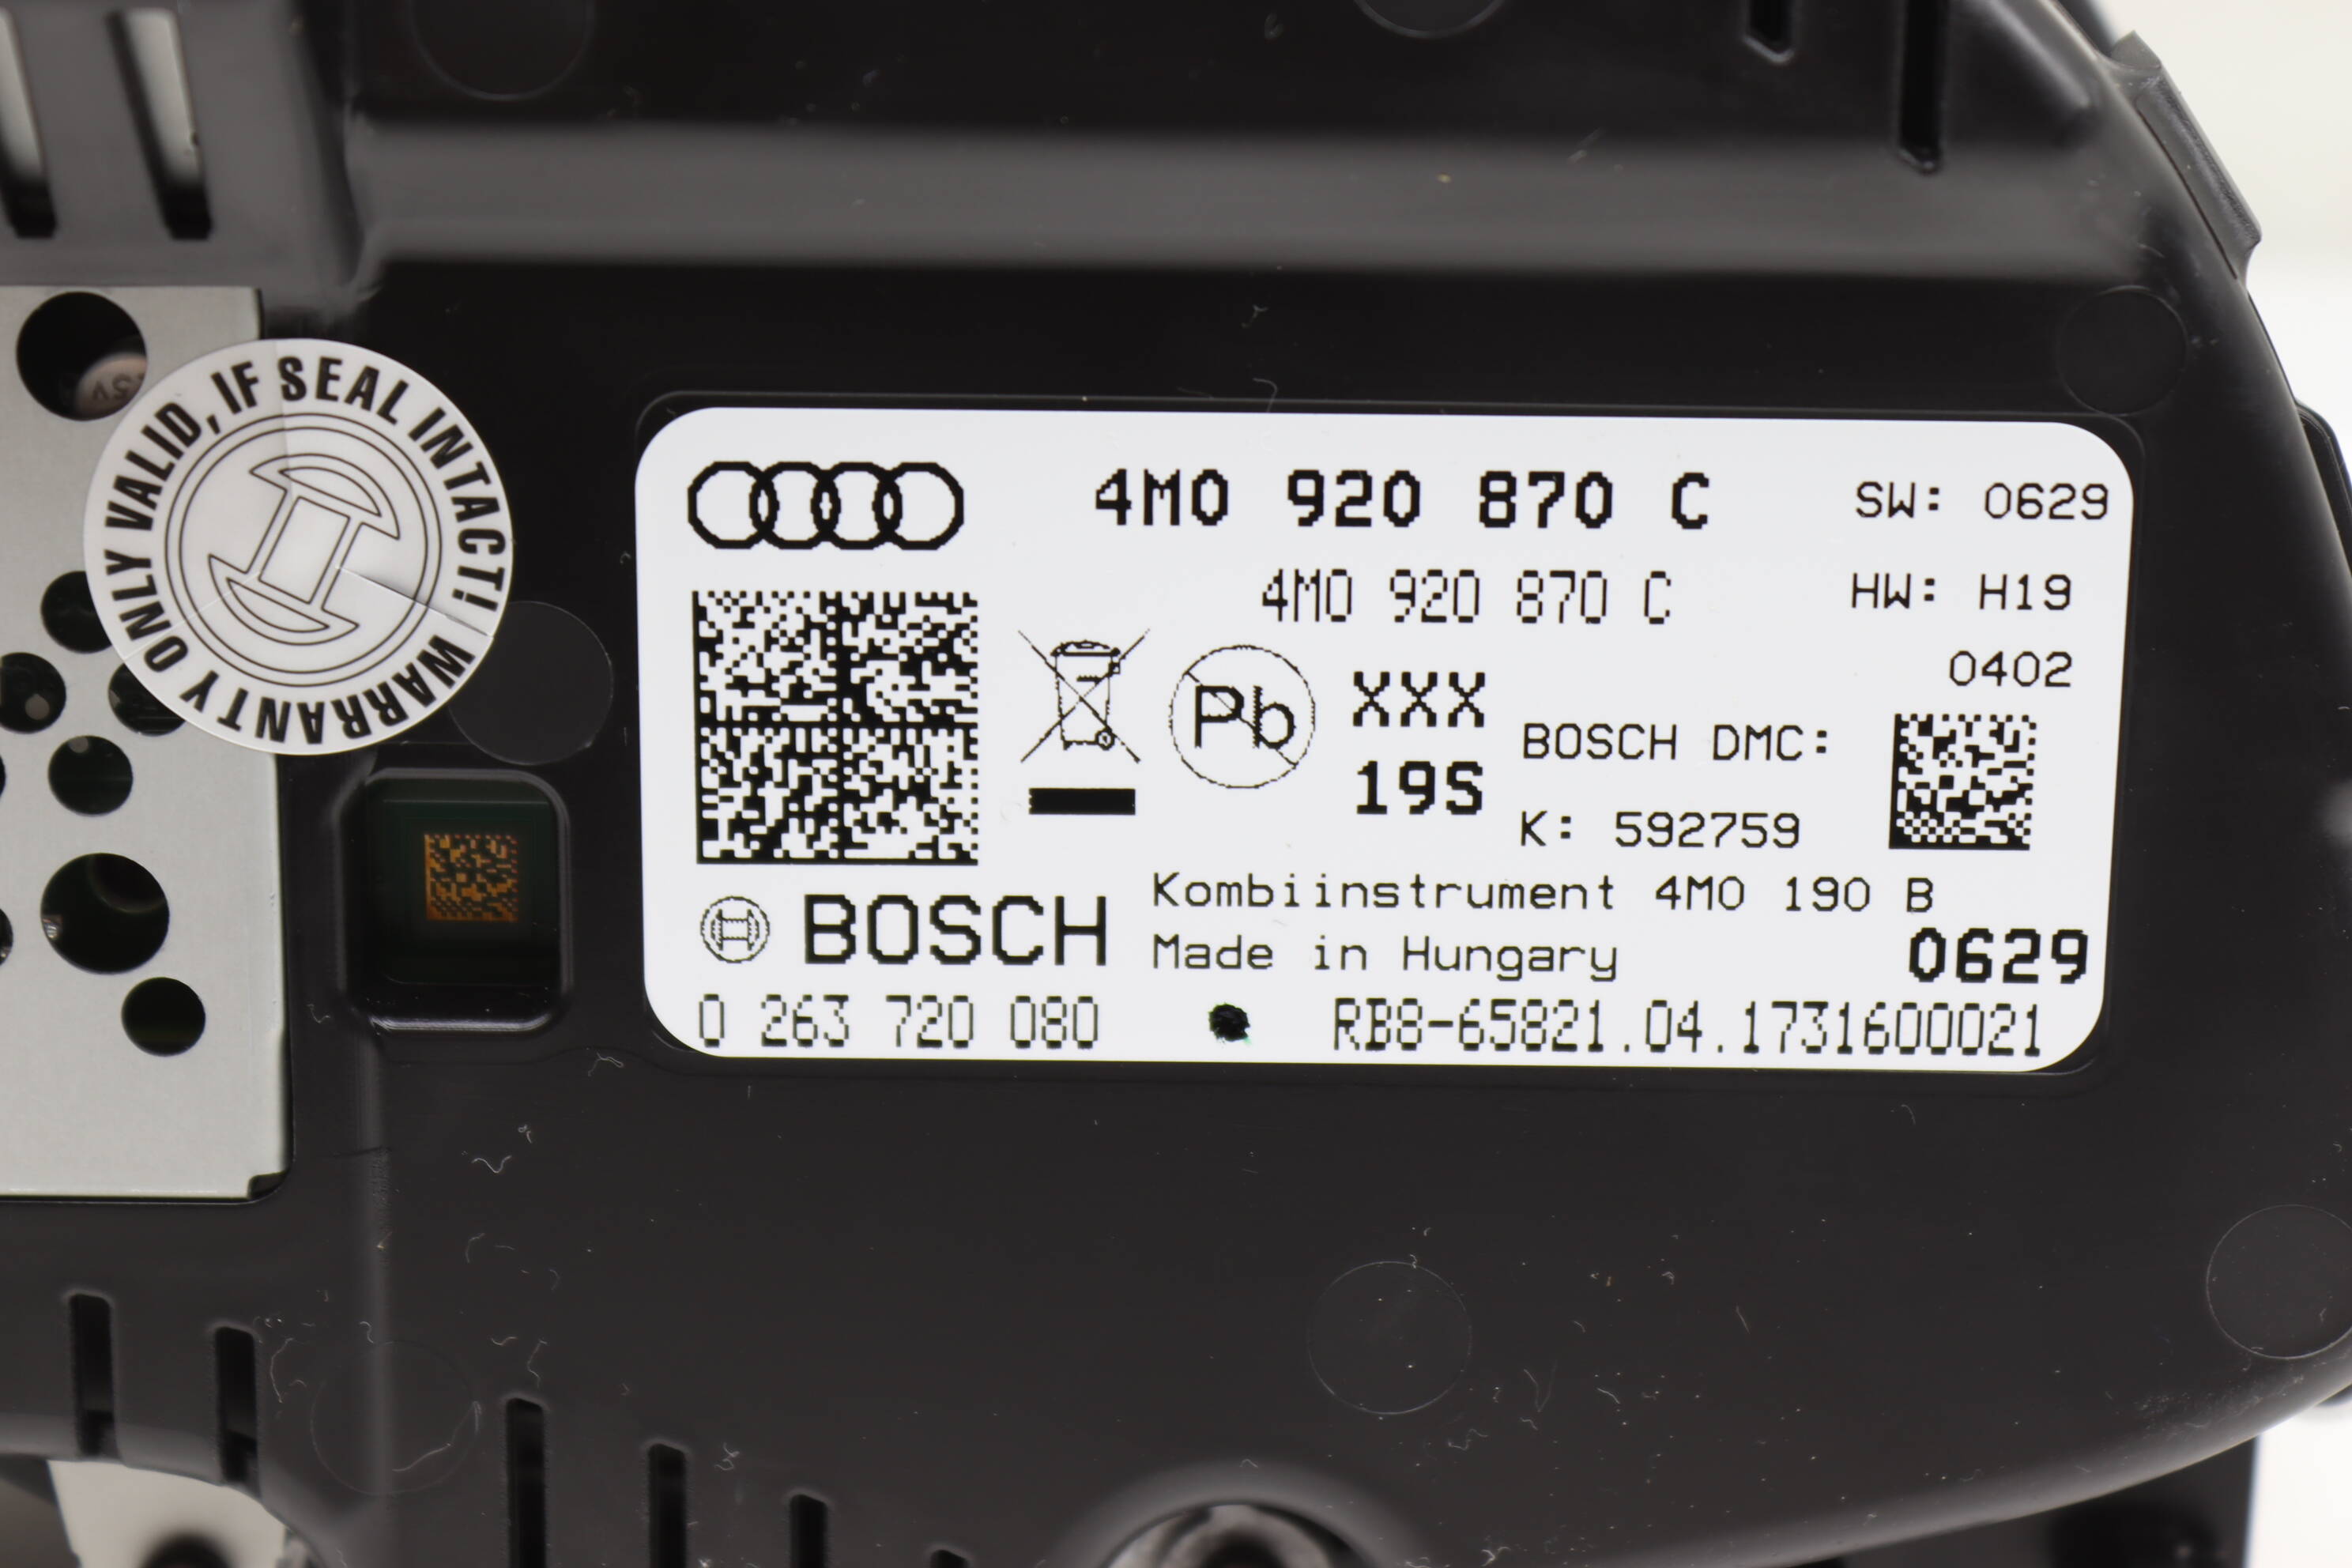 WARRANTY ONLY VALID, IF SEAL INTACT!
4M0 920 870 C
SW: 0629
4M0 920 870 C
HW: H19
0402
Pb
XXX
19S
BOSCH DMC:
K: 592759
Kombiinstrument 4M0 190 B
BOSCH
Made in Hungary
0629
0 263 720 080
RB8-65821.04.1731600021